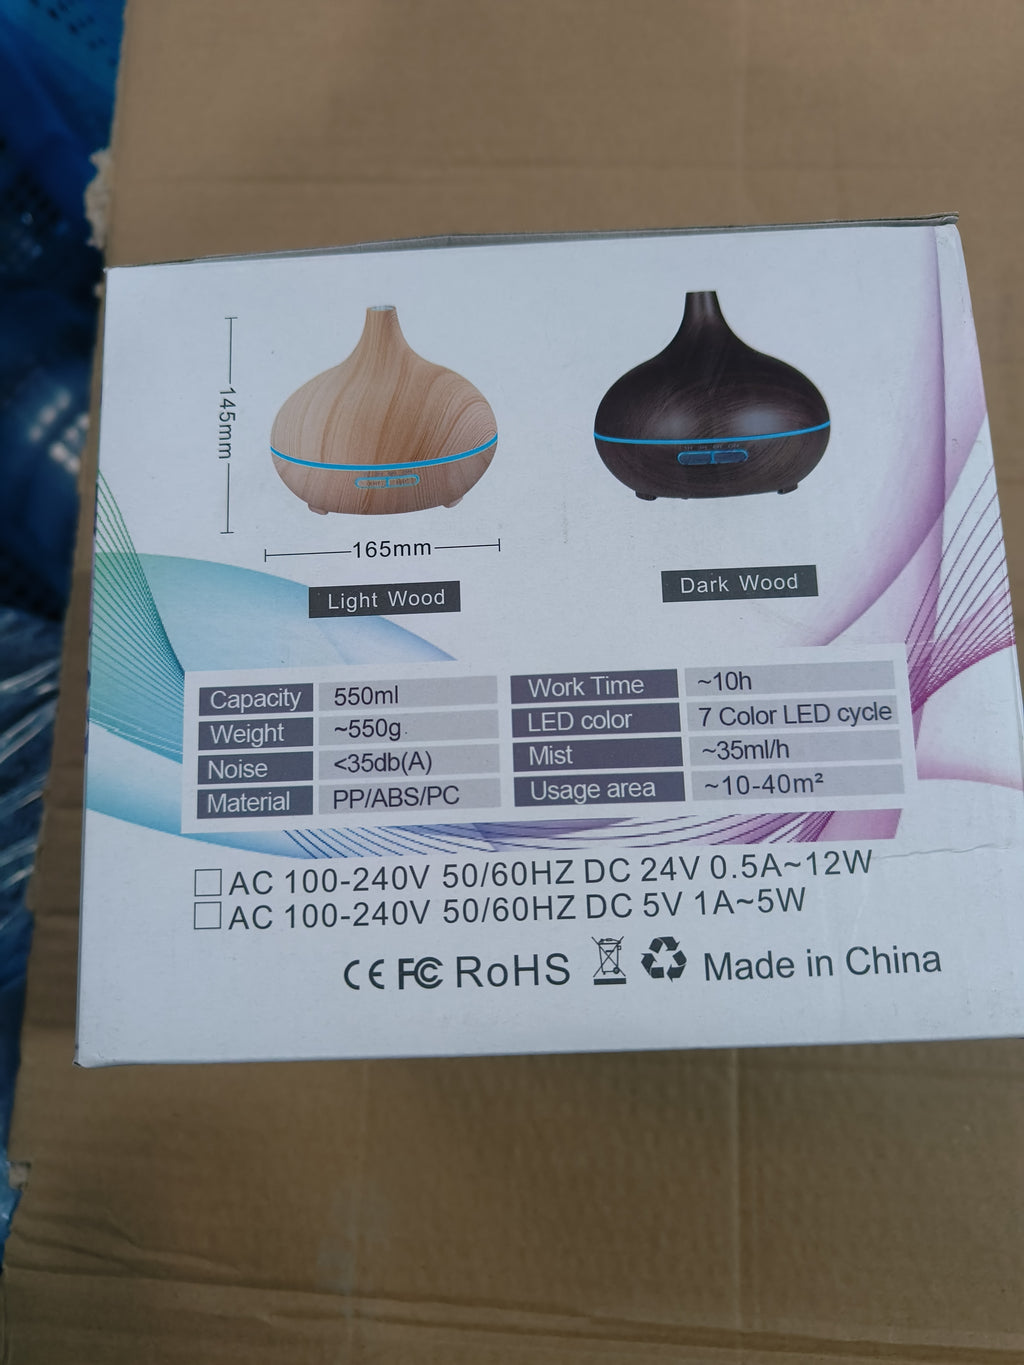 145mm
165mm
Light Wood
Dark Wood
Capacity 550ml
Weight ~550g
Noise <35db(A)
Material PP/ABS/PC
Work Time ~10h
LED color 7 Color LED cycle
Mist ~35ml/h
Usage area ~10-40m²
AC 100-240V 50/60HZ DC 24V 0.5A~12W
AC 100-240V 50/60HZ DC 5V 1A~5W
CE FC RoHS Made in China